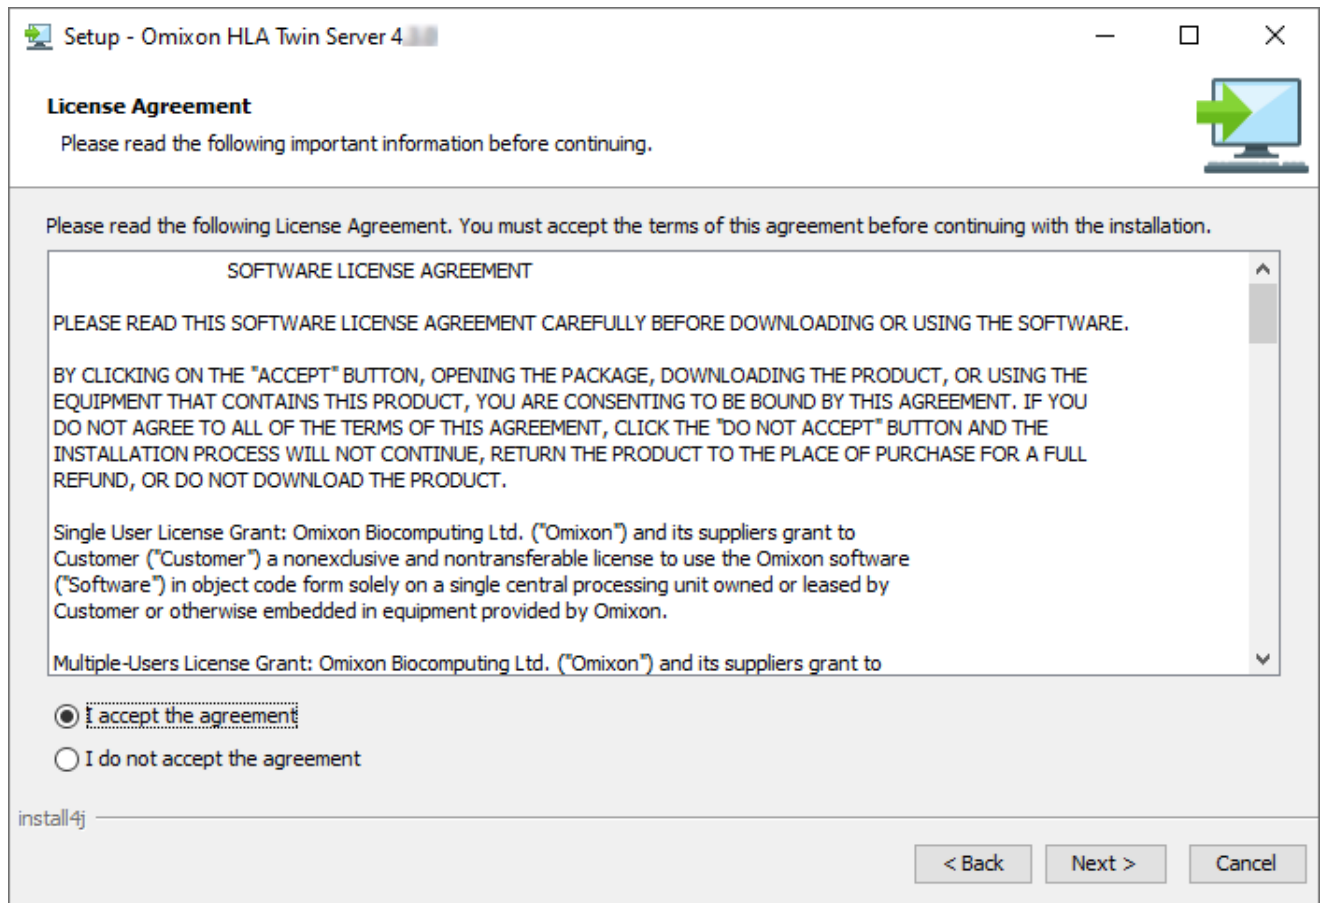 Setup - Omixon HLA Twin Server 4
License Agreement
Please read the following important information before continuing.
Please read the following License Agreement. You must accept the terms of this agreement before continuing with the installation.
SOFTWARE LICENSE AGREEMENT
PLEASE READ THIS SOFTWARE LICENSE AGREEMENT CAREFULLY BEFORE DOWNLOADING OR USING THE SOFTWARE.
BY CLICKING ON THE "ACCEPT" BUTTON, OPENING THE PACKAGE, DOWNLOADING THE PRODUCT, OR USING THE
EQUIPMENT THAT CONTAINS THIS PRODUCT, YOU ARE CONSENTING TO BE BOUND BY THIS AGREEMENT. IF YOU
DO NOT AGREE TO ALL OF THE TERMS OF THIS AGREEMENT, CLICK THE "DO NOT ACCEPT" BUTTON AND THE
INSTALLATION PROCESS WILL NOT CONTINUE, RETURN THE PRODUCT TO THE PLACE OF PURCHASE FOR A FULL
REFUND, OR DO NOT DOWNLOAD THE PRODUCT.
Single User License Grant: Omixon Biocomputing Ltd. ("Omixon") and its suppliers grant to
Customer ("Customer") a nonexclusive and nontransferable license to use the Omixon software
("Software") in object code form solely on a single central processing unit owned or leased by
Customer or otherwise embedded in equipment provided by Omixon.
Multiple-Users License Grant: Omixon Biocomputing Ltd. ("Omixon") and its suppliers grant to
I accept the agreement
I do not accept the agreement
install4j
< Back Next > Cancel